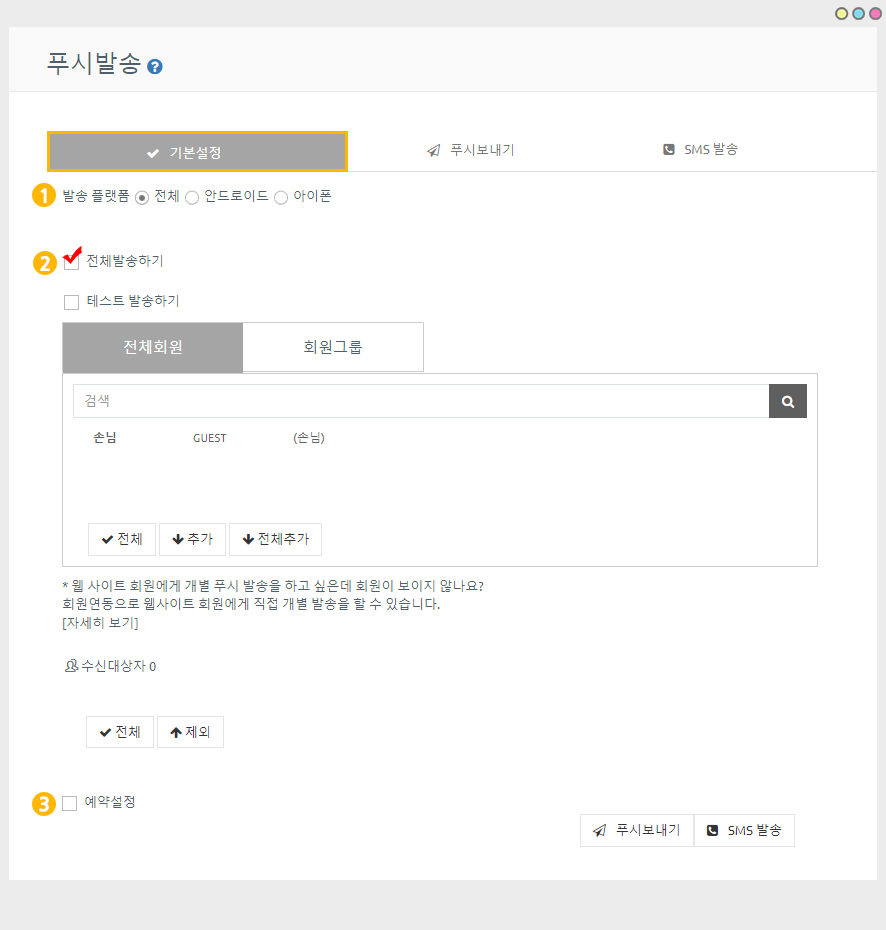 푸시발송 ?
기본설정 푸시보내기 SMS 발송
1 발송 플랫폼 전체 안드로이드 아이폰
2 전체발송하기
테스트 발송하기
전체회원 회원그룹
검색
손님 GUEST (손님)
전체 추가 전체추가
* 웹 사이트 회원에게 개별 푸시 발송을 하고 싶은데 회원이 보이지 않나요?
회원연동으로 웹사이트 회원에게 직접 개별 발송을 할 수 있습니다.
[자세히 보기]
수신대상자 0
전체 제외
3 예약설정
푸시보내기 SMS 발송